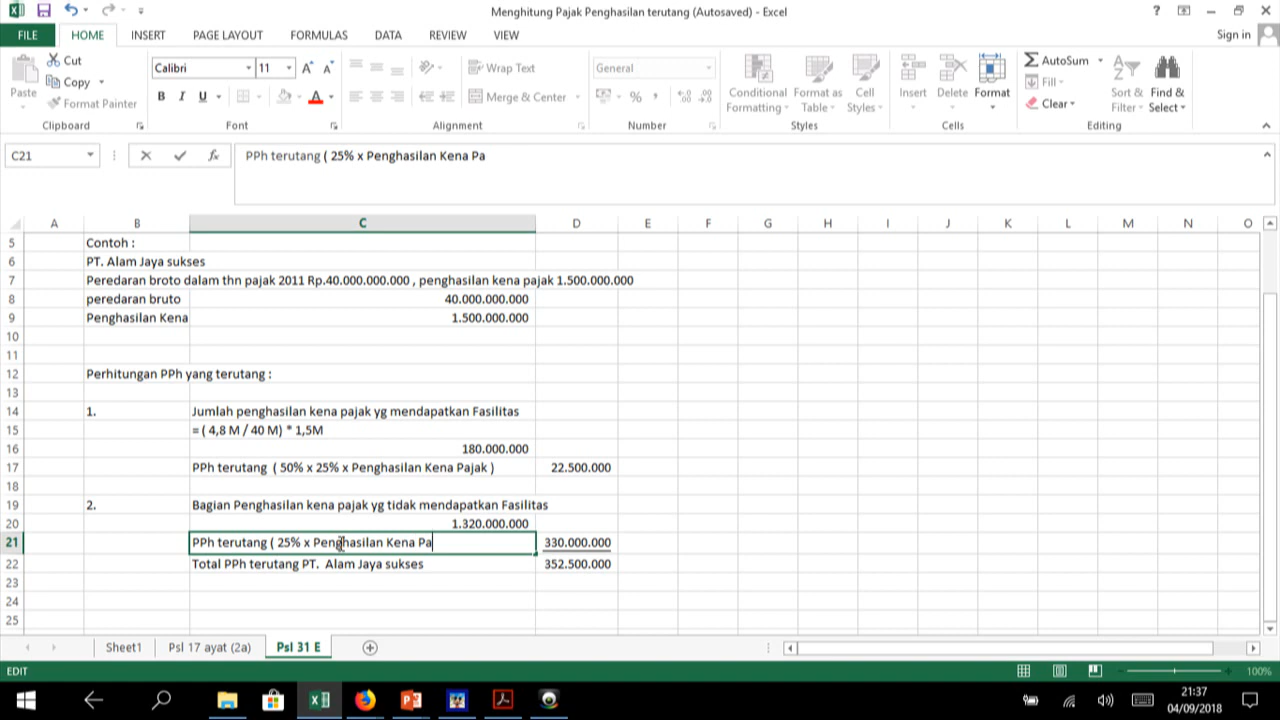 Menghitung Pajak Penghasilan terutang (Autosaved) - Excel
FILE HOME INSERT PAGE LAYOUT FORMULAS DATA REVIEW VIEW Sign in
Cut Calibri 11 Wrap Text General AutoSum
Copy Fill
Paste Format Painter B I U Merge & Center % Conditional Formatting Format as Table Cell Styles Insert Delete Format Clear Sort & Filter Find & Select
Clipboard Font Alignment Number Styles Cells Editing
C21 fx PPh terutang ( 25% x Penghasilan Kena Pa
A B C D E F G H I J K L M N O
5 Contoh :
6 PT. Alam Jaya sukses
7 Peredaran broto dalam thn pajak 2011 Rp.40.000.000.000 , penghasilan kena pajak 1.500.000.000
8 peredaran bruto 40.000.000.000
9 Penghasilan Kena 1.500.000.000
10
11
12 Perhitungan PPh yang terutang :
13
14 1. Jumlah penghasilan kena pajak yg mendapatkan Fasilitas
15 = ( 4,8 M / 40 M) * 1,5M
16 180.000.000
17 PPh terutang ( 50% x 25% x Penghasilan Kena Pajak ) 22.500.000
18
19 2. Bagian Penghasilan kena pajak yg tidak mendapatkan Fasilitas
20 1.320.000.000
21 PPh terutang ( 25% x Penghasilan Kena Pa 330.000.000
22 Total PPh terutang PT. Alam Jaya sukses 352.500.000
23
24
25
Sheet1 Psl 17 ayat (2a) Psl 31 E
EDIT 100%
21:37
04/09/2018